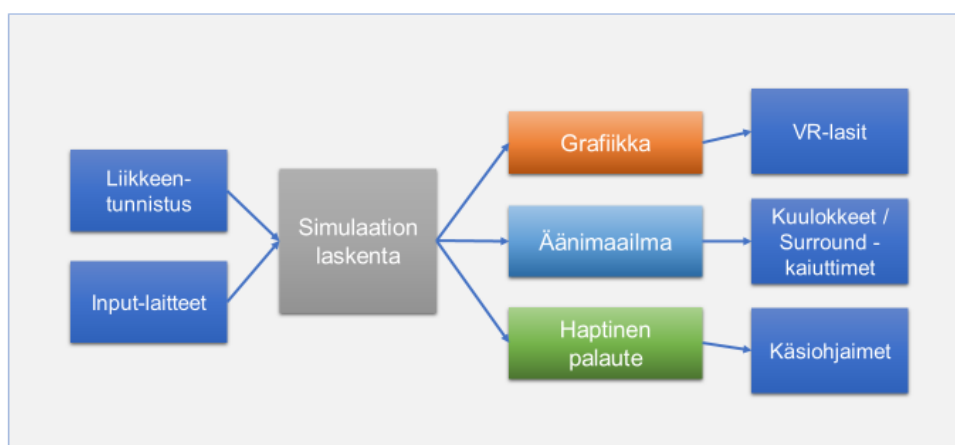 Liikkeen-
tunnistus
Input-laitteet
Simulaation
laskenta
Grafiikka
Äänimaailma
Haptinen
palaute
VR-lasit
Kuulokkeet /
Surround -
kaiuttimet
Käsiohjaimet